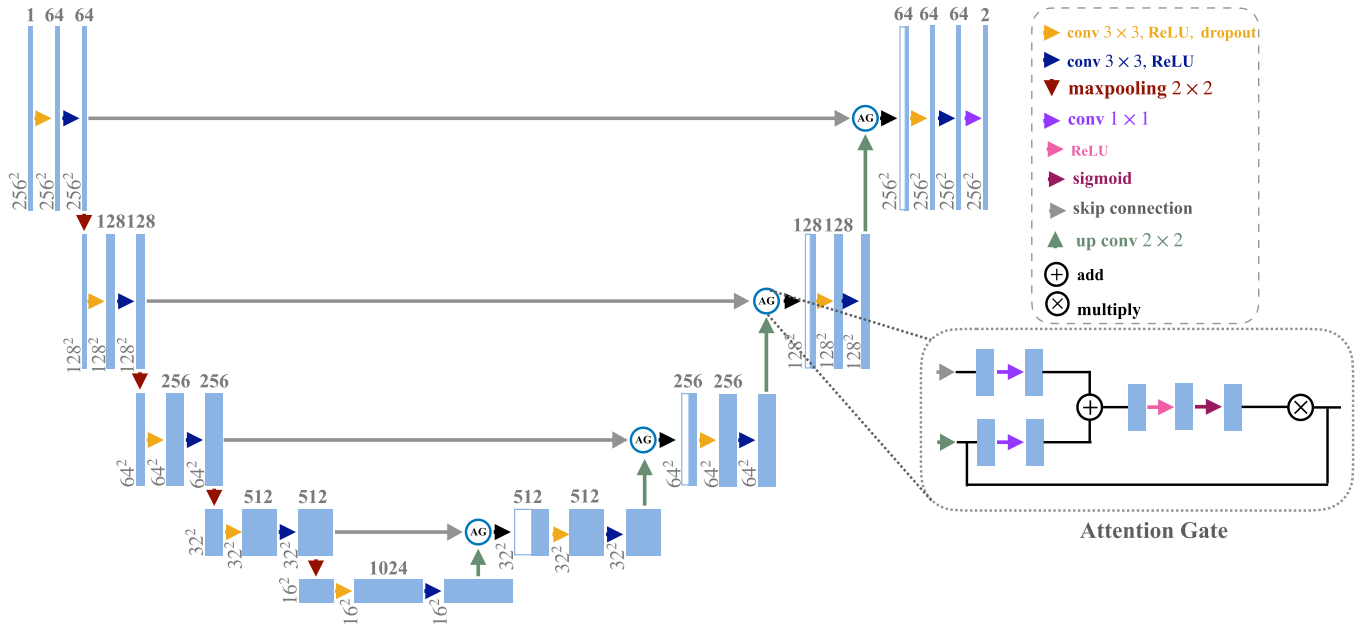 1 64 64
256² 256² 256²
AG
64 64 64 2
256² 256² 256² 256²
conv 3 × 3, ReLU, dropout
conv 3 × 3, ReLU
maxpooling 2 × 2
conv 1 × 1
ReLU
sigmoid
skip connection
up conv 2 × 2
add
multiply
128 128
128² 128² 128²
AG
128 128
128² 128² 128²
256 256
64² 64² 64²
AG
256 256
64² 64² 64²
512 512
32² 32² 32²
AG
512 512
32² 32² 32²
1024
16² 16² 16²
Attention Gate